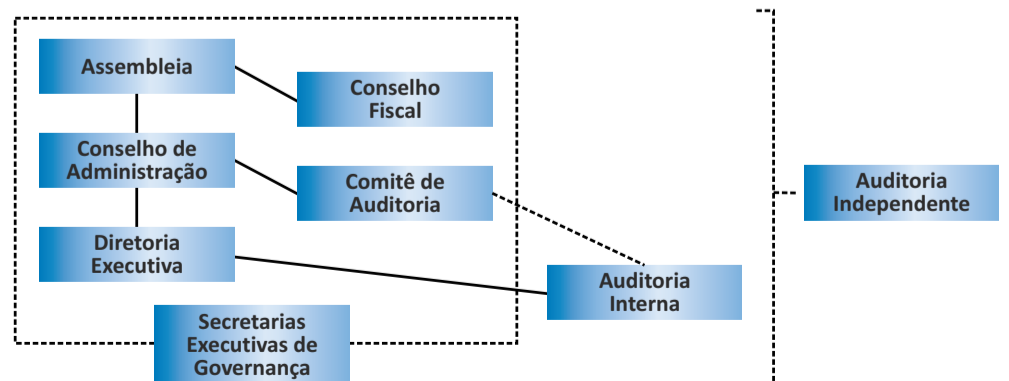 Assembleia
Conselho
Fiscal
Conselho de
Administração
Comitê de
Auditoria
Auditoria
Independente
Diretoria
Executiva
Auditoria
Interna
Secretarias
Executivas de
Governança